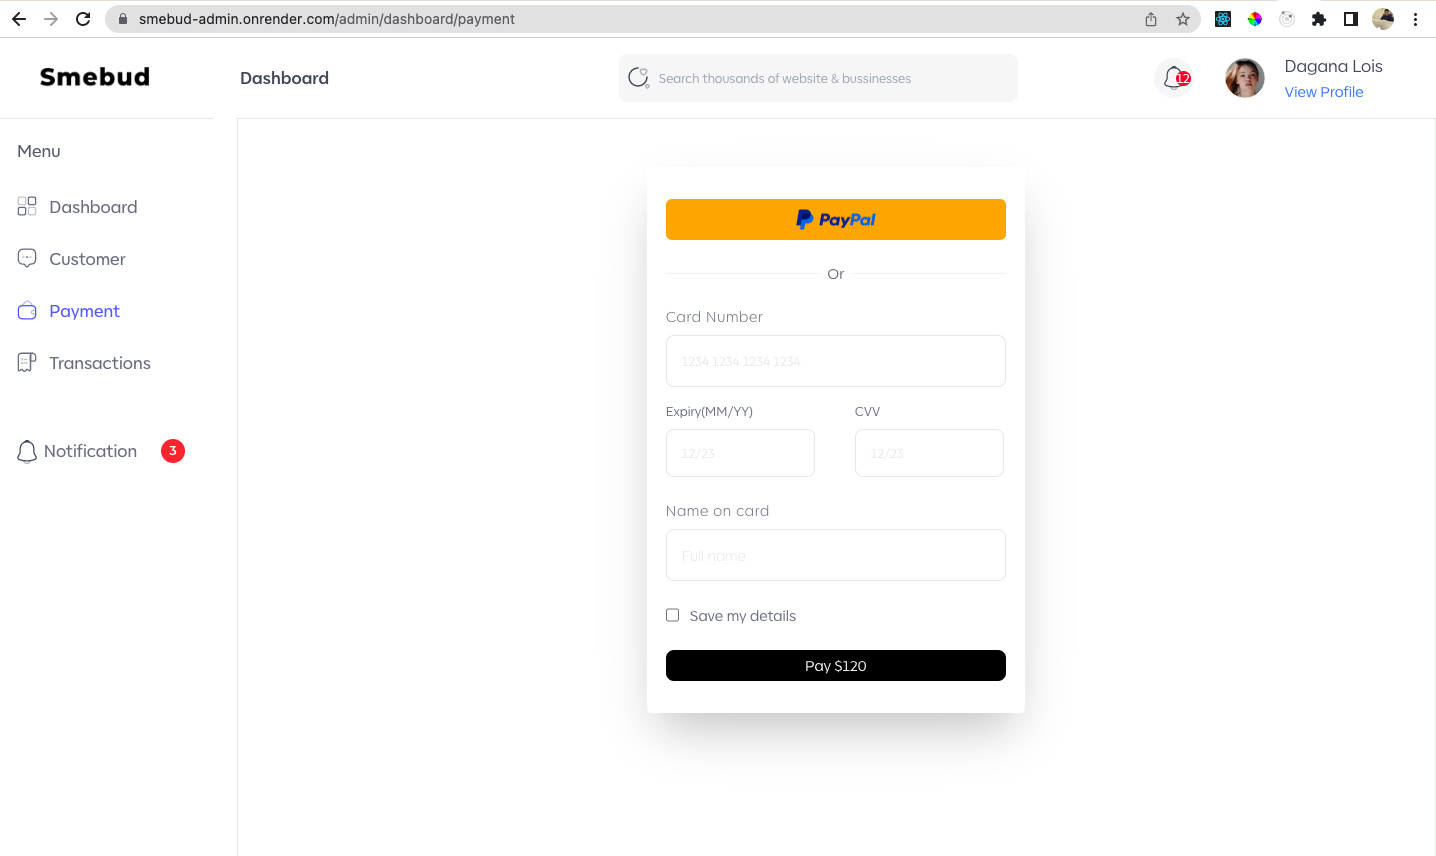 smebud-admin.onrender.com/admin/dashboard/payment
Smebud
Dashboard
Search thousands of website & bussinesses
12
Dagana Lois
View Profile
Menu
Dashboard
Customer
Payment
Transactions
Notification 3
PayPal
Or
Card Number
1234 1234 1234 1234
Expiry(MM/YY) CVV
12/23 12/23
Name on card
Full name
Save my details
Pay $120